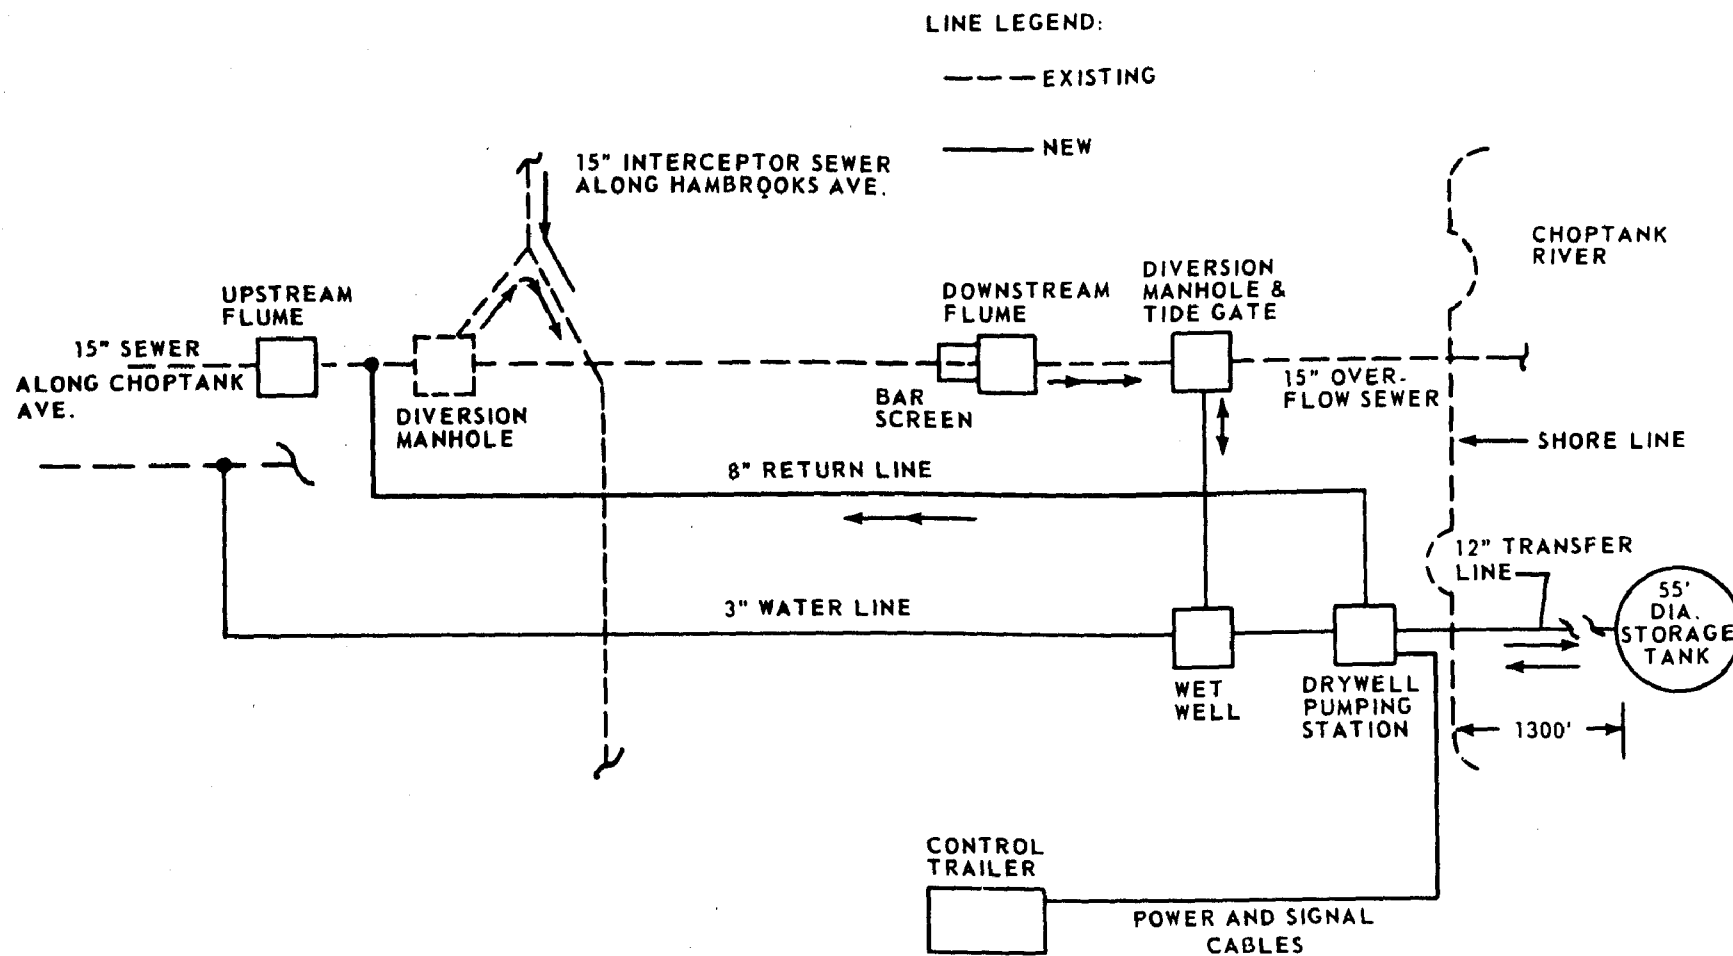 LINE LEGEND:
EXISTING
NEW
15" INTERCEPTOR SEWER
ALONG HAMBROOKS AVE.
CHOPTANK
RIVER
UPSTREAM
FLUME
DOWNSTREAM
FLUME
DIVERSION
MANHOLE &
TIDE GATE
15" SEWER
ALONG CHOPTANK
AVE.
DIVERSION
MANHOLE
BAR
SCREEN
15" OVER-
FLOW SEWER
SHORE LINE
8" RETURN LINE
12" TRANSFER
LINE
3" WATER LINE
55'
DIA.
STORAGE
TANK
WET
WELL
DRYWELL
PUMPING
STATION
1300'
CONTROL
TRAILER
POWER AND SIGNAL
CABLES